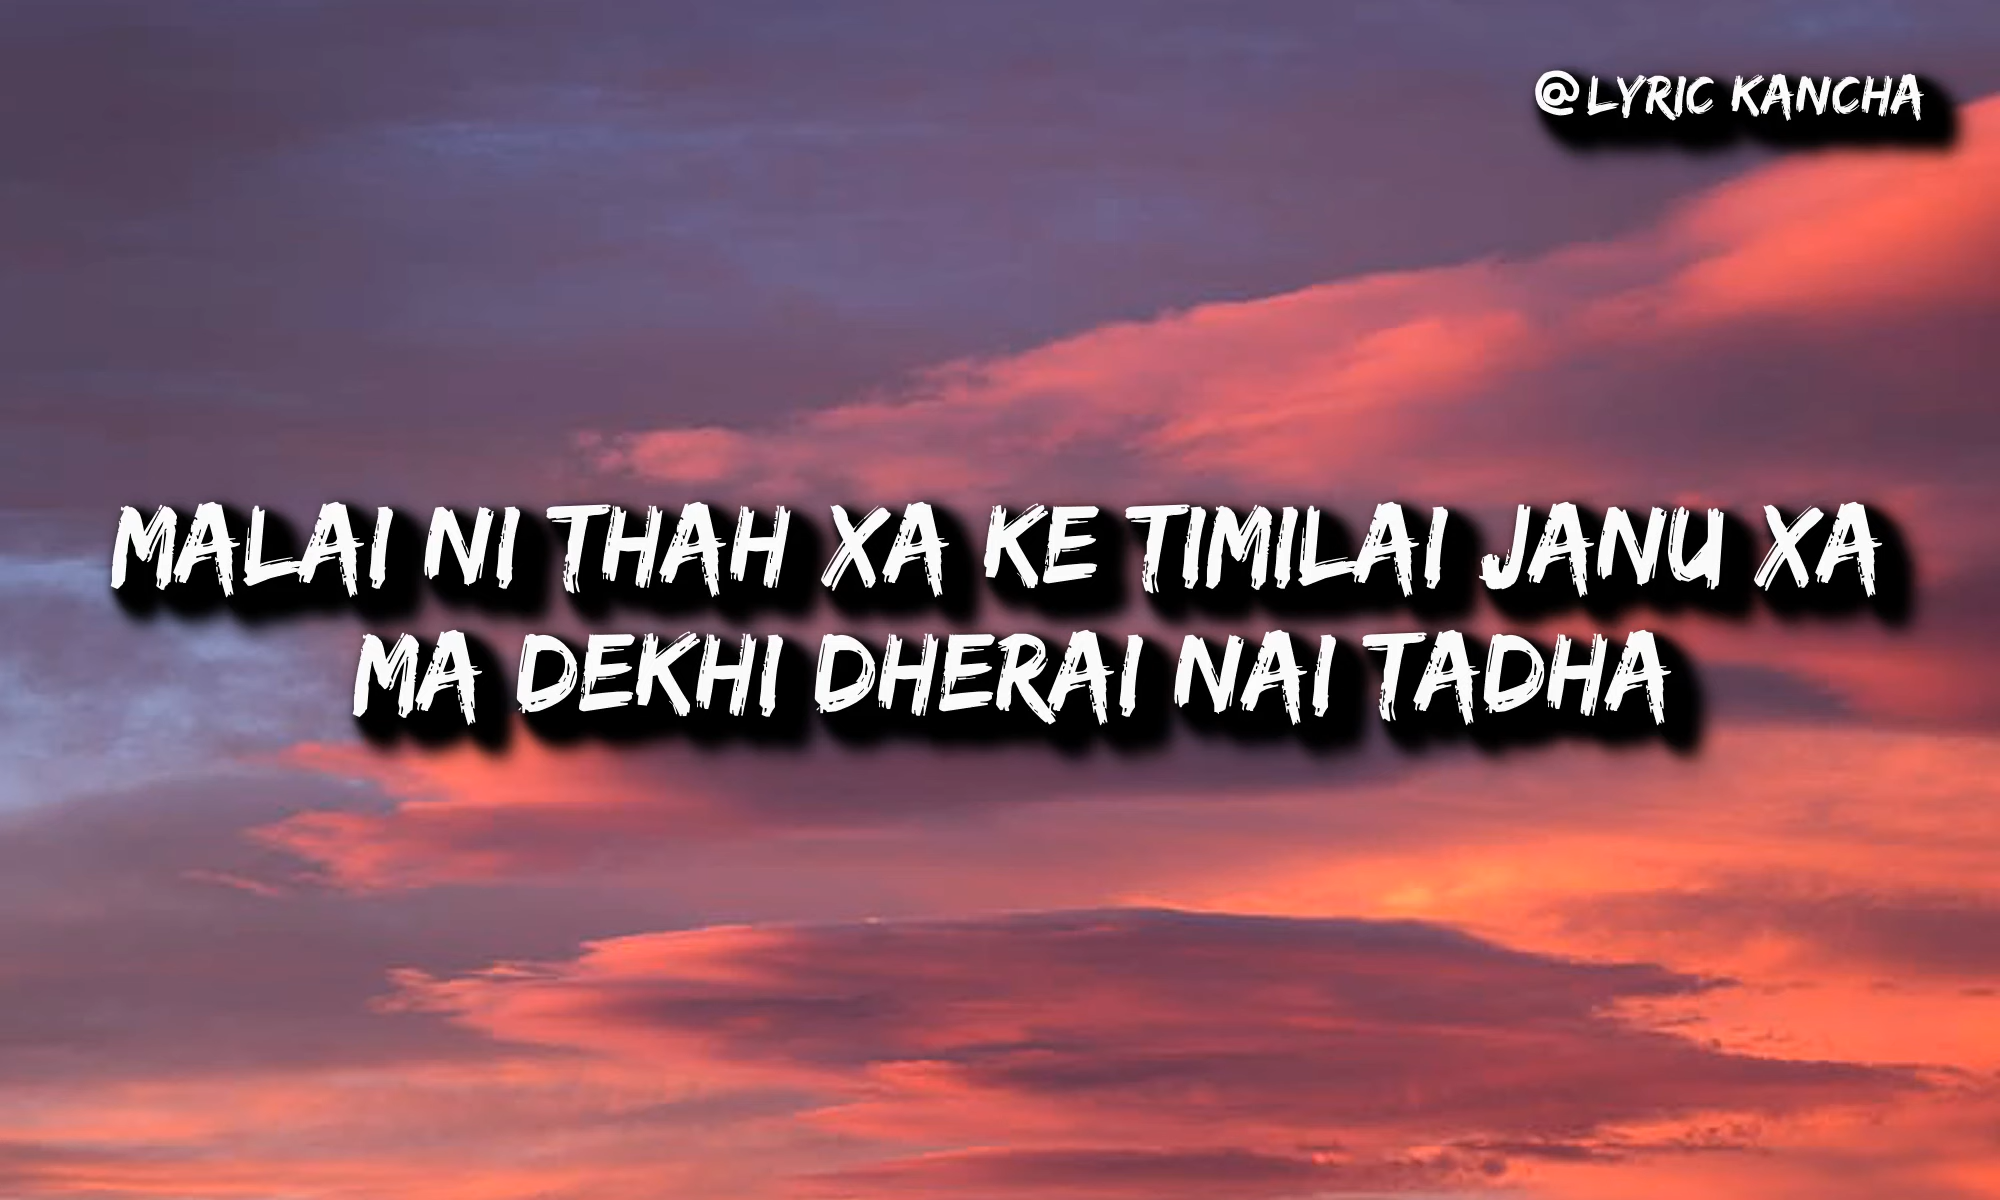 @LYRIC KANCHA
MALAI NI THAH XA KE TIMILAI JANU XA
MA DEKHI DHERAI NAI TADHA